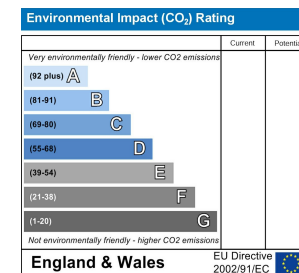 Environmental Impact (CO₂) Rating
Current Potentia
Very environmentally friendly - lower CO2 emissions
(92 plus) A
(81-91) B
(69-80) C
(55-68) D
(39-54) E
(21-38) F
(1-20) G
Not environmentally friendly - higher CO2 emissions
England & Wales
EU Directive
2002/91/EC